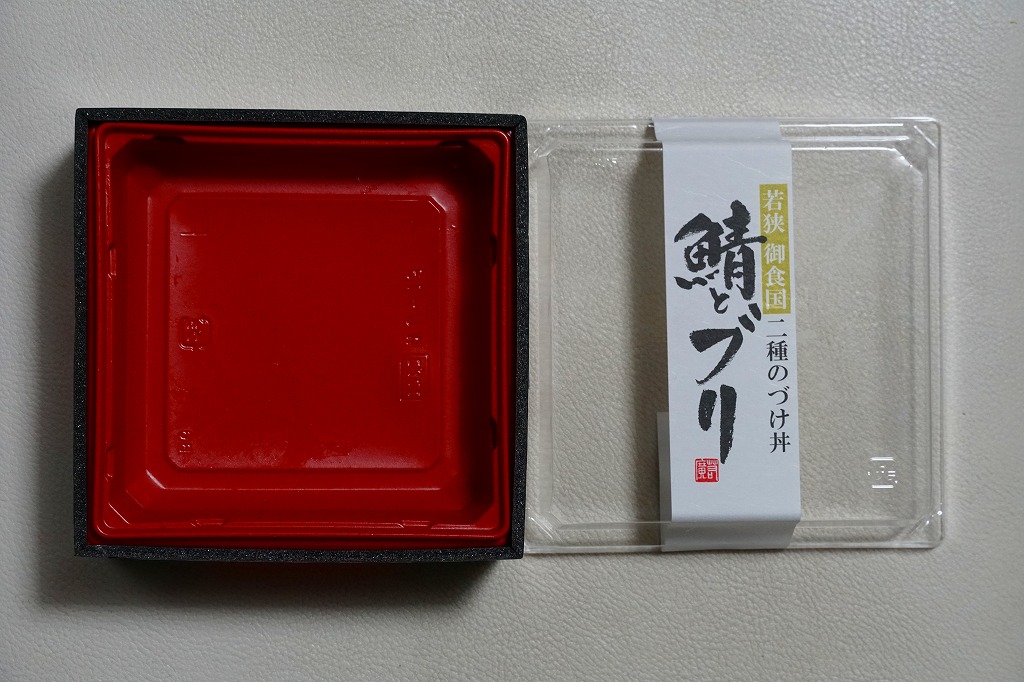 若狭 御食国
二種のづけ丼
鯖とブリ